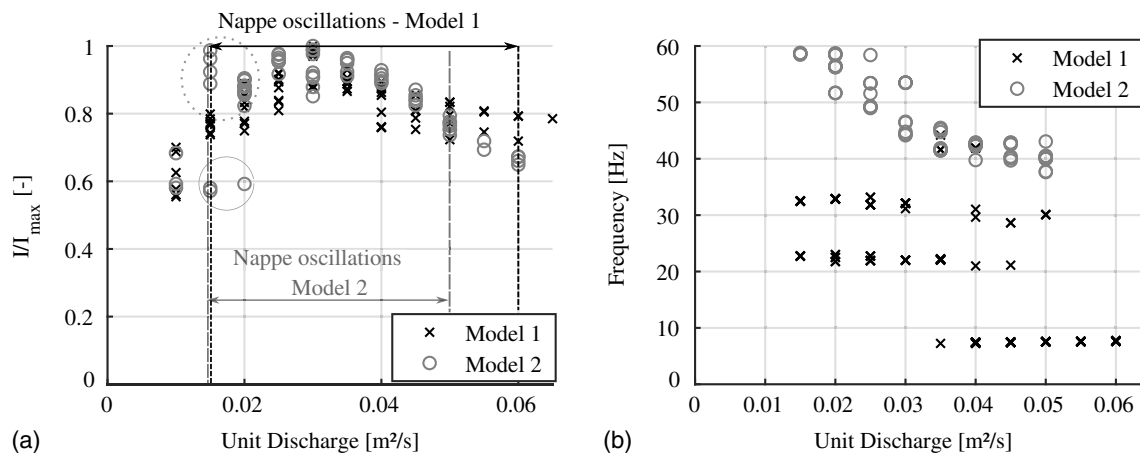 (a)
Nappe oscillations - Model 1
1
0.8
0.6
0.4
0.2
0
I/Imax [-]
Nappe oscillations
Model 2
Model 1
Model 2
0
0.02
0.04
0.06
Unit Discharge [m²/s]
(b)
60
50
40
30
20
10
0
Frequency [Hz]
Model 1
Model 2
0.01
0.01
0.02
0.03
0.04
0.05
0.06
Unit Discharge [m²/s]